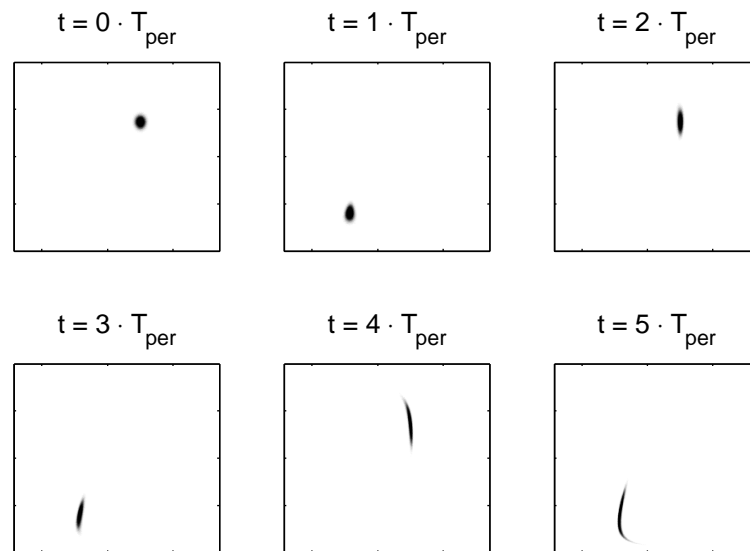 t = 0 · T_per
t = 1 · T_per
t = 2 · T_per
t = 3 · T_per
t = 4 · T_per
t = 5 · T_per